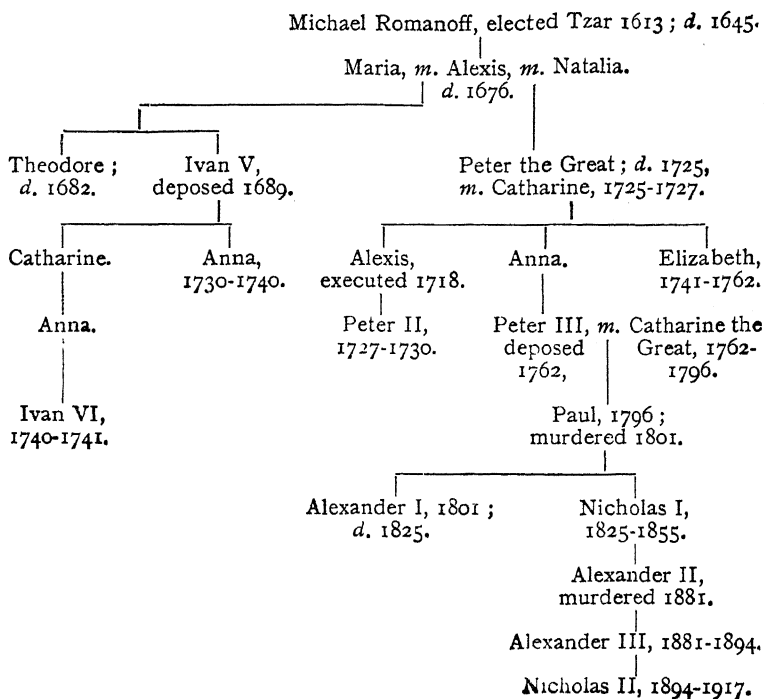 Michael Romanoff, elected Tzar 1613; d. 1645.
Maria, m. Alexis, m. Natalia.
d. 1676.
Theodore; Ivan V, Peter the Great; d. 1725,
d. 1682. deposed 1689. m. Catharine, 1725-1727.
Catharine. Anna, Alexis, Anna. Elizabeth,
1730-1740. executed 1718. 1741-1762.
Anna. Peter II, Peter III, m. Catharine the
1727-1730. deposed Great, 1762-
1762, 1796.
Ivan VI, Paul, 1796;
1740-1741. murdered 1801.
Alexander I, 1801; Nicholas I,
d. 1825. 1825-1855.
Alexander II,
murdered 1881.
Alexander III, 1881-1894.
Nicholas II, 1894-1917.